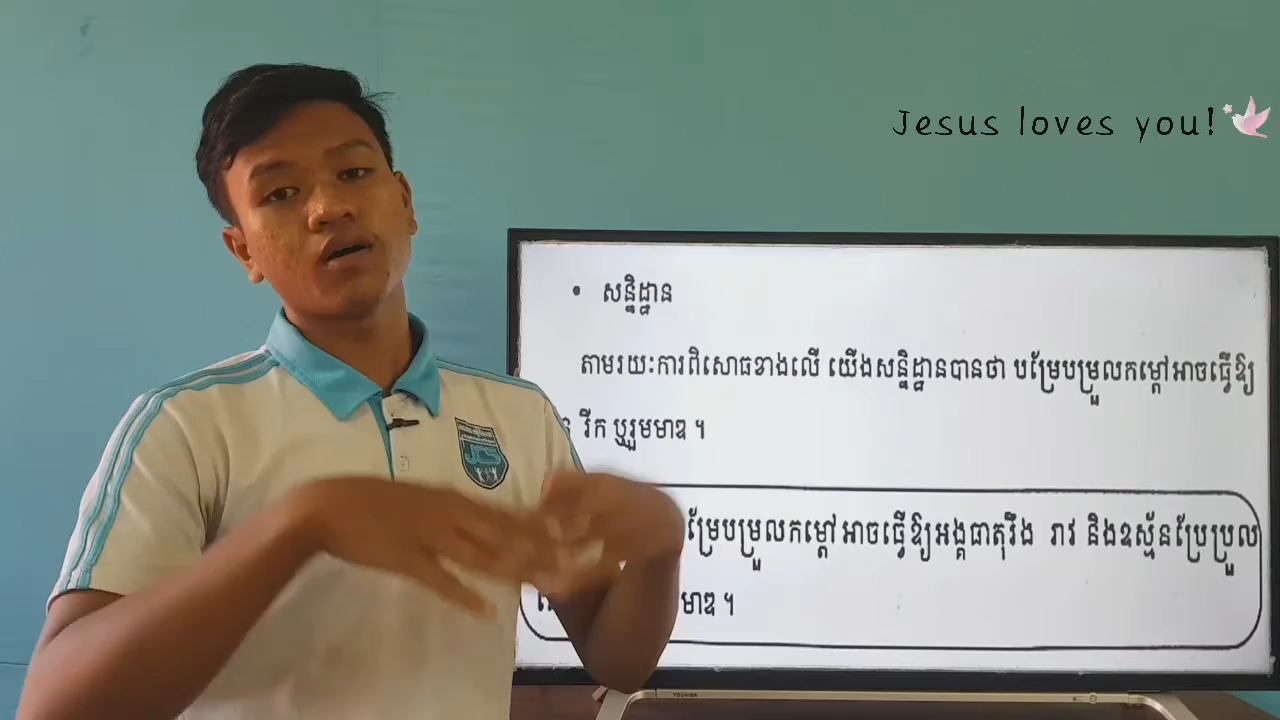 Jesus loves you!
• សន្និដ្ឋាន
តាមរយៈការពិសោធខាងលើ យើងសន្និដ្ឋានបានថា បម្រែបម្រួលកម្តៅអាចធ្វើឱ្យ
រីក ឬរួមមាឌ ។
ម្រែបម្រួលកម្តៅអាចធ្វើឱ្យអង្គធាតុរឹង រាវ និងឧស្ម័នប្រែប្រួល
មាឌ ។
JCS
TOSHIBA